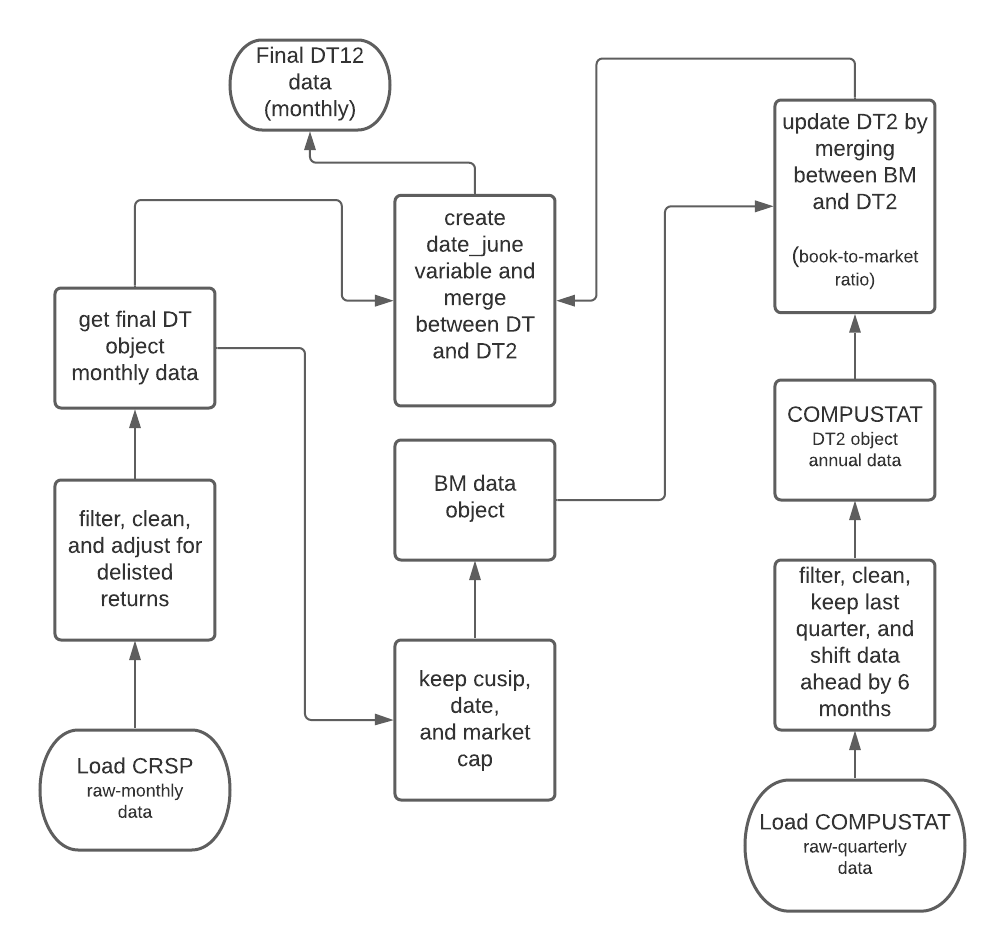 Final DT12
data
(monthly)
update DT2 by
merging
between BM
and DT2
(book-to-market
ratio)
create
date_june
variable and
merge
between DT
and DT2
get final DT
object
monthly data
COMPUSTAT
DT2 object
annual data
BM data
object
filter, clean,
and adjust for
delisted
returns
filter, clean,
keep last
quarter, and
shift data
ahead by 6
months
keep cusip,
date,
and market
cap
Load CRSP
raw-monthly
data
Load COMPUSTAT
raw-quarterly
data